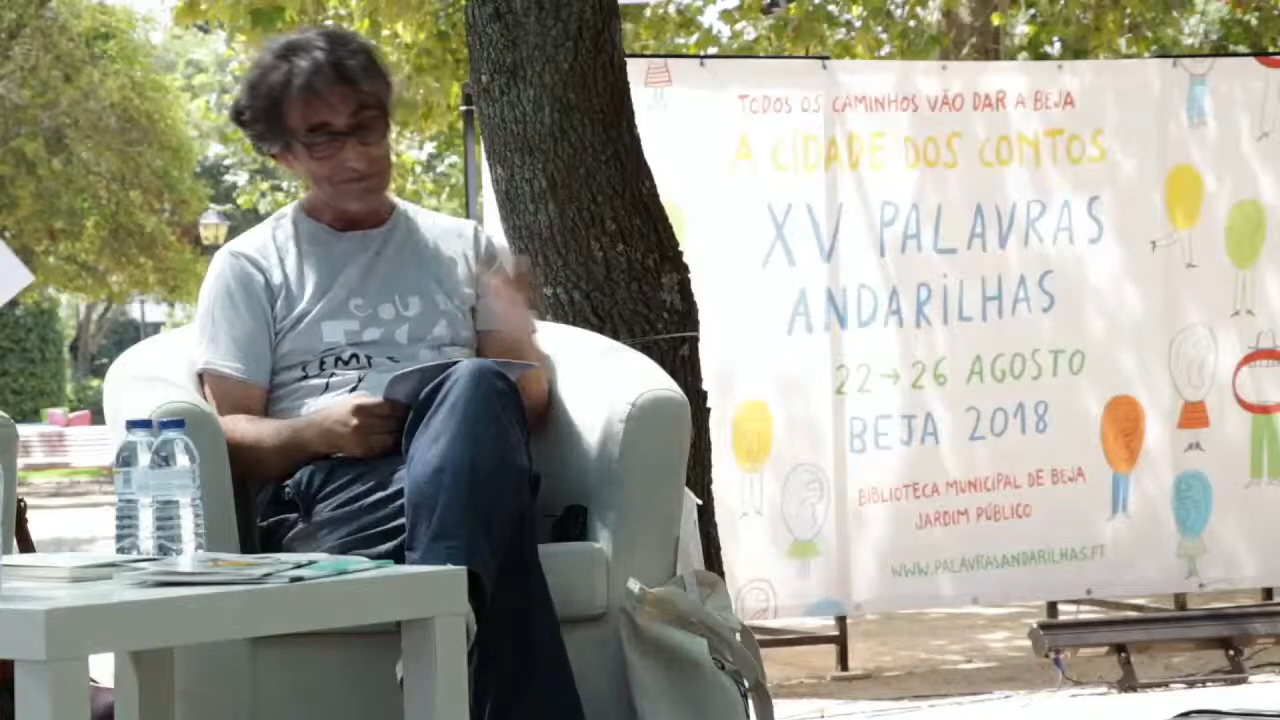 TODOS OS CAMINHOS VÃO DAR A BEJA
A CIDADE DOS CONTOS
XV PALAVRAS
ANDARiLHAS
22→26 AGOSTO
BEJA 2018
BIBLIOTECA MUNICIPAL DE BEJA
JARDIM PÚBLICO
WWW.PALAVRASANDARILHAS.PT